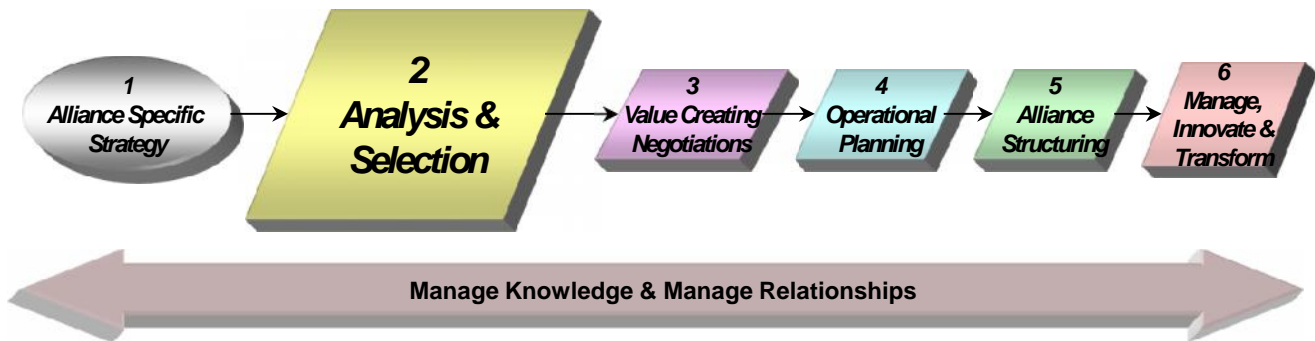 1
Alliance Specific
Strategy
2
Analysis &
Selection
3
Value Creating
Negotiations
4
Operational
Planning
5
Alliance
Structuring
6
Manage,
Innovate &
Transform
Manage Knowledge & Manage Relationships